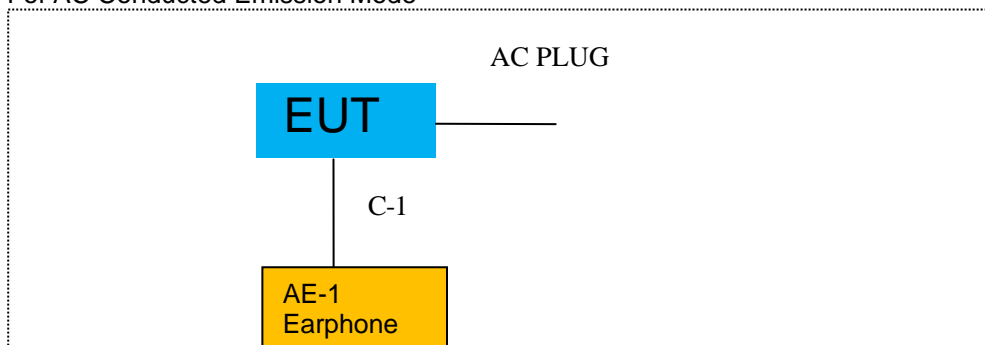 For AC Conducted Emission Mode
AC PLUG
EUT
C-1
AE-1
Earphone